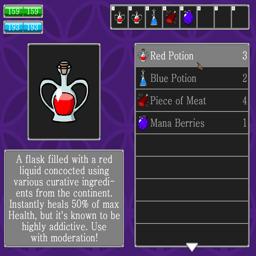 159 159
193 193
Red Potion 3
Blue Potion 2
Piece of Meat 4
Mana Berries 1
A flask filled with a red
liquid concocted using
various curative ingredi-
ents from the continent.
Instantly heals 50% of max
Health, but it's known to be
highly addictive. Use
with moderation!